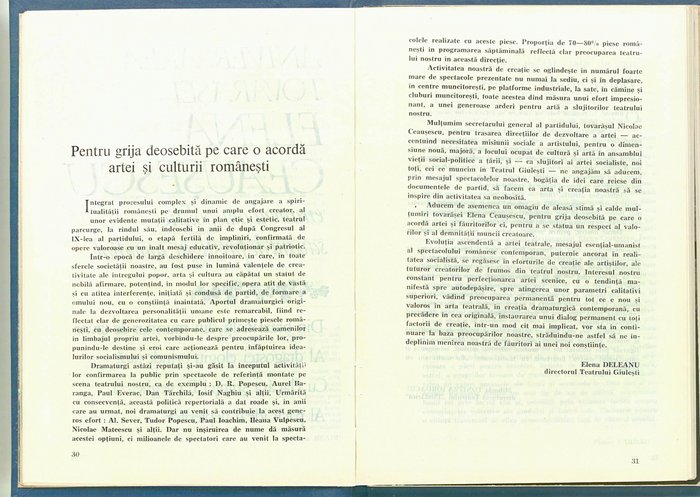 Pentru grija deosebită pe care o acordă
artei și culturii românești
Integrat procesului complex și dinamic de angajare a spiri-
tualității românești pe drumul unui amplu efort creator, al
unor evidente mutații calitative în plan etic și estetic, teatrul
parcurge, la rîndul său, îndeosebi în anii de după Congresul al
IX-lea al partidului, o etapă fertilă de împliniri, confirmată de
opere valoroase cu un înalt mesaj educativ, revoluționar și patriotic.
Într-o epocă de largă deschidere înnoitoare, în care, în toate
sferele societății noastre, au fost puse în lumină valențele de crea-
tivitate ale întregului popor, arta și cultura au căpătat un statut de
nobilă afirmare, potențînd, în modul lor specific, opera atît de vastă
și cu atîtea interferențe, inițiată și condusă de partid, de formare a
omului nou, cu o conștiință înaintată. Aportul dramaturgiei origi-
nale la dezvoltarea personalității umane este remarcabil, fiind re-
flectat clar de generozitatea cu care publicul primește piesele româ-
nești, cu deosebire cele contemporane, care se adresează oamenilor
în limbajul propriu artei, vorbindu-le despre preocupările lor, pro-
punîndu-le destine și eroi care acționează pentru înfăptuirea idea-
lurilor socialismului și comunismului.
Dramaturgi astăzi reputați și-au găsit la începutul activității
lor confirmarea la public prin spectacole de referință montate pe
scena teatrului nostru, ca de exemplu : D. R. Popescu, Aurel Ba-
ranga, Paul Everac, Dan Tărchilă, Iosif Naghiu și alții. Urmărită
cu consecvență, această politică repertorială a dat roade și, în anii
care au urmat, noi dramaturgi au venit să contribuie la acest gene-
ros efort : Al. Sever, Tudor Popescu, Paul Ioachim, Ileana Vulpescu,
Nicolae Mateescu și alții. Dar nu înșiruirea de nume dă măsură
acestei opțiuni, ci milioanele de spectatori care au venit la specta-
30
colele realizate cu aceste piese. Proporția de 70—80% piese româ-
nești în programarea săptămînală reflectă clar preocuparea teatru-
lui nostru în această direcție.
Activitatea noastră de creație se oglindește în numărul foarte
mare de spectacole prezentate nu numai la sediu, ci și în deplasare,
în centre muncitorești, pe platforme industriale, la sate, în cămine și
cluburi muncitorești, toate acestea dînd măsura unui efort impresio-
nant, a unei generoase arderi pentru artă a slujitorilor teatrului
nostru.
Mulțumim secretarului general al partidului, tovarășul Nicolae
Ceaușescu, pentru trasarea direcțiilor de dezvoltare a artei — ac-
centuînd necesitatea misiunii sociale a artistului, pentru o dimen-
siune nouă, majoră, a locului ocupat de cultură și artă în ansamblul
vieții social-politice a țării, și — ca slujitori ai artei socialiste, noi
toți, cei ce muncim în Teatrul Giulești — ne angajăm să aducem,
prin mesajul spectacolelor noastre, bogăția de idei care reiese din
documentele de partid, să facem ca arta și creația noastră să se
inspire din activitatea sa neobosită.
Aducem de asemenea un omagiu de aleasă stimă și calde mul-
țumiri tovarășei Elena Ceaușescu, pentru grija deosebită pe care o
acordă artei și făuritorilor ei, pentru a se statua un respect al valo-
rilor și al demnității muncii creatoare.
Evoluția ascendentă a artei teatrale, mesajul esențial-umanist
al spectacolului românesc contemporan, puternic ancorat în reali-
tatea socialistă, se regăsesc în eforturile de creație ale artiștilor, ale
tuturor creatorilor de frumos din teatrul nostru. Interesul nostru
constant pentru perfecționarea artei scenice, cu o tendință ma-
nifestă spre autodepășire, spre atingerea unor parametri calitativi
superiori, vădind preocuparea permanentă pentru tot ce e nou și
valoros în arta teatrală, în creația dramaturgică contemporană, cu
precădere în cea originală, instaurarea unui dialog permanent cu toți
factorii de creație, într-un mod cît mai implicat, vor sta în conti-
nuare la baza preocupărilor noastre, străduindu-ne astfel să ne în-
deplinim menirea noastră de făuritori ai unei noi conștiințe.
Elena DELEANU
directorul Teatrului Giulești
31